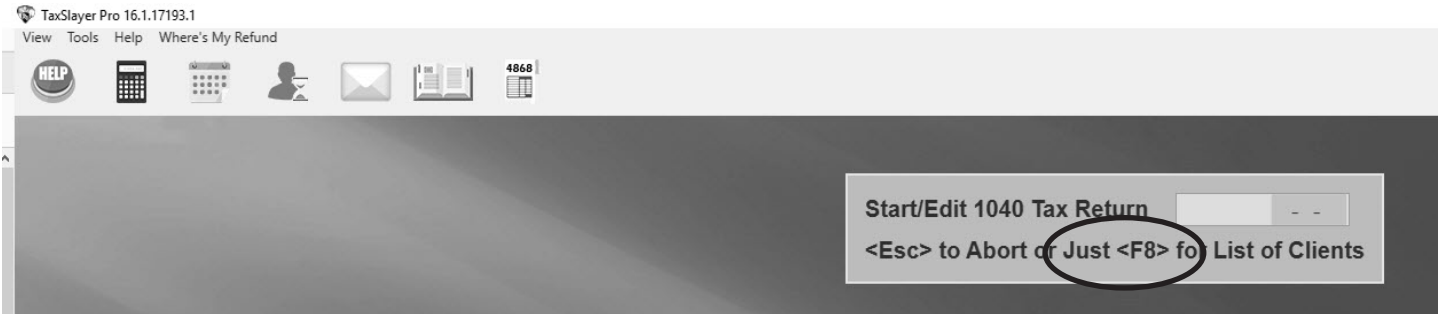 TaxSlayer Pro 16.1.17193.1
View Tools Help Where's My Refund
HELP
4868
Start/Edit 1040 Tax Return - -
<Esc> to Abort or Just <F8> for List of Clients